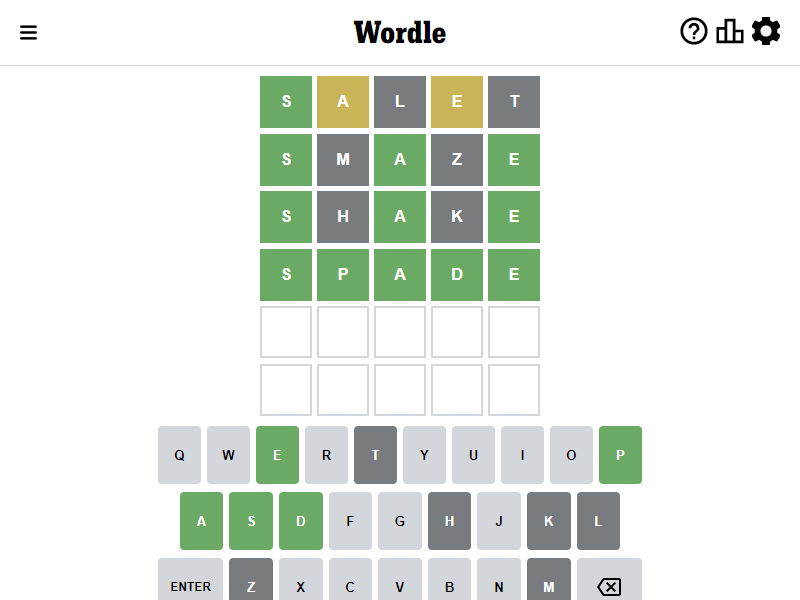 Wordle
S A L E T
S M A Z E
S H A K E
S P A D E
Q W E R T Y U I O P
A S D F G H J K L
ENTER Z X C V B N M